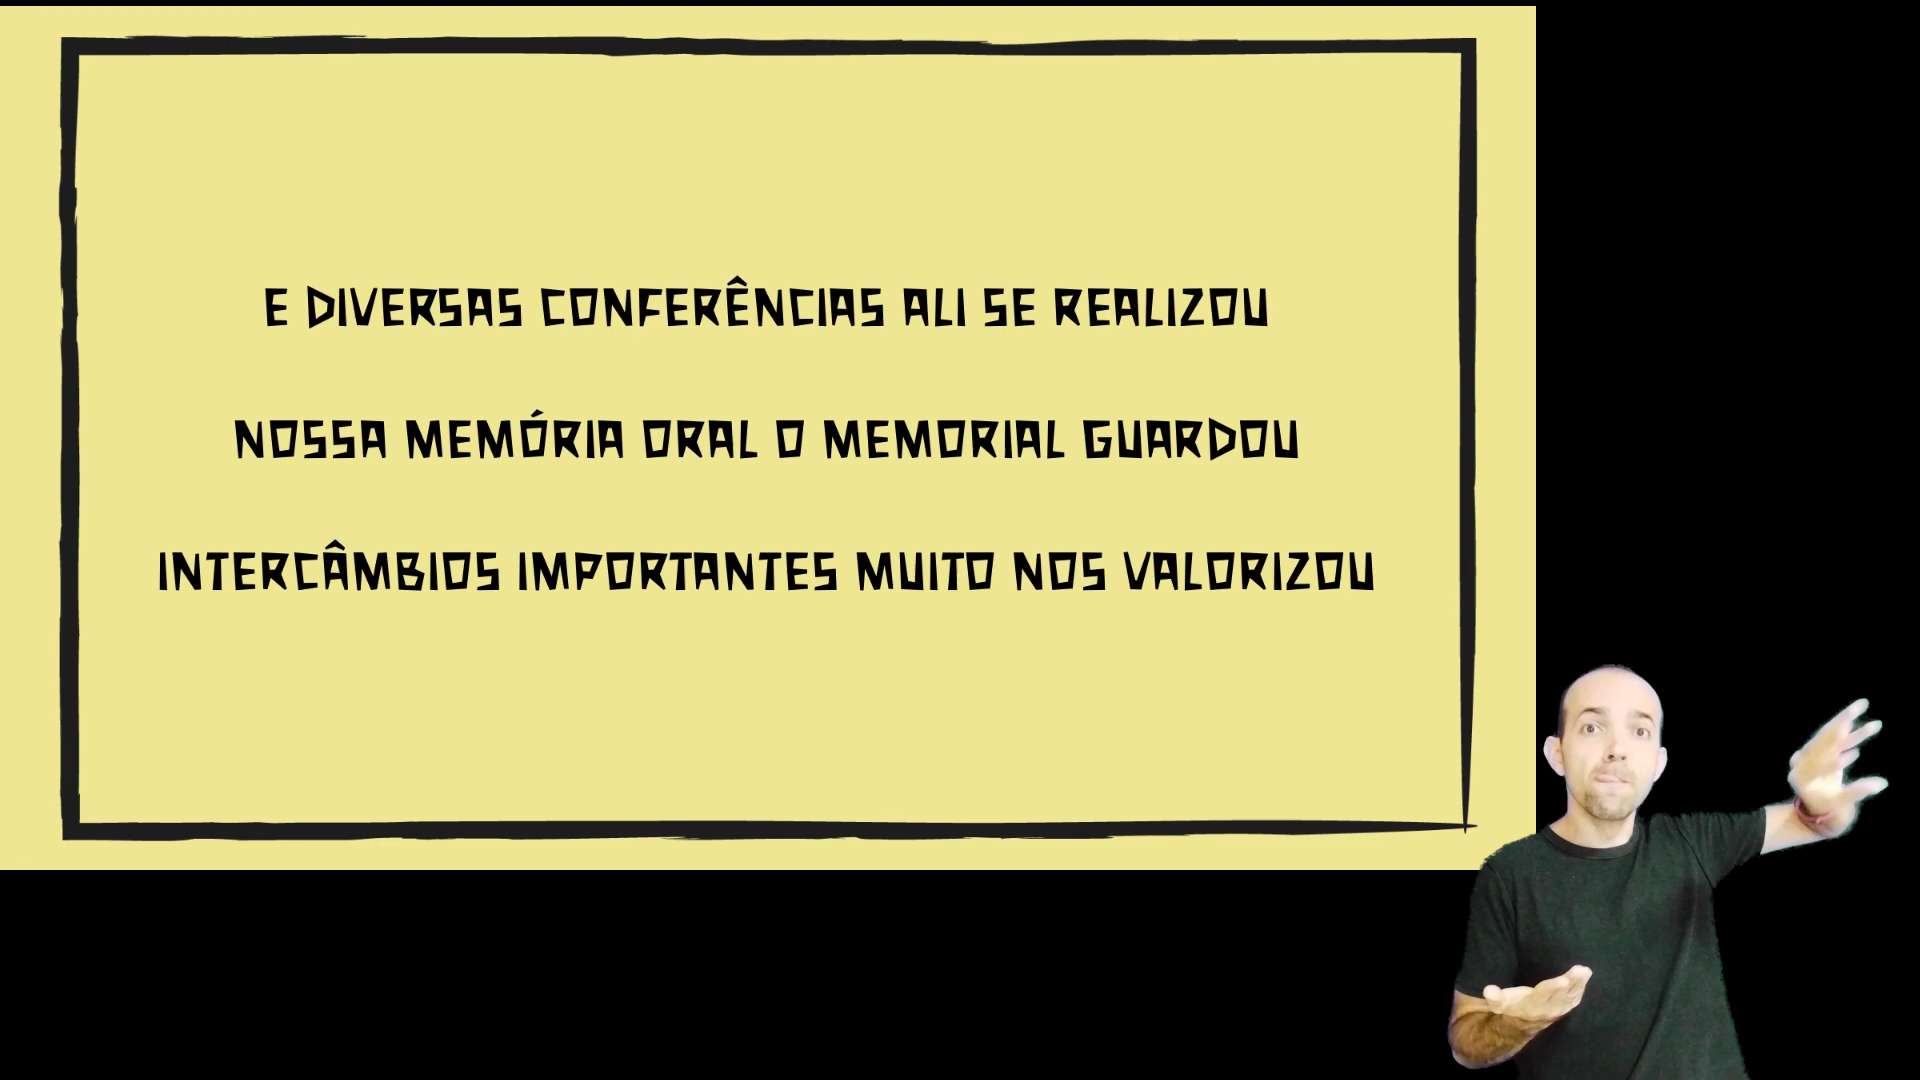 E DIVERSAS CONFERÊNCIAS ALI SE REALIZOU
NOSSA MEMÓRIA ORAL O MEMORIAL GUARDOU
INTERCÂMBIOS IMPORTANTES MUITO NOS VALORIZOU